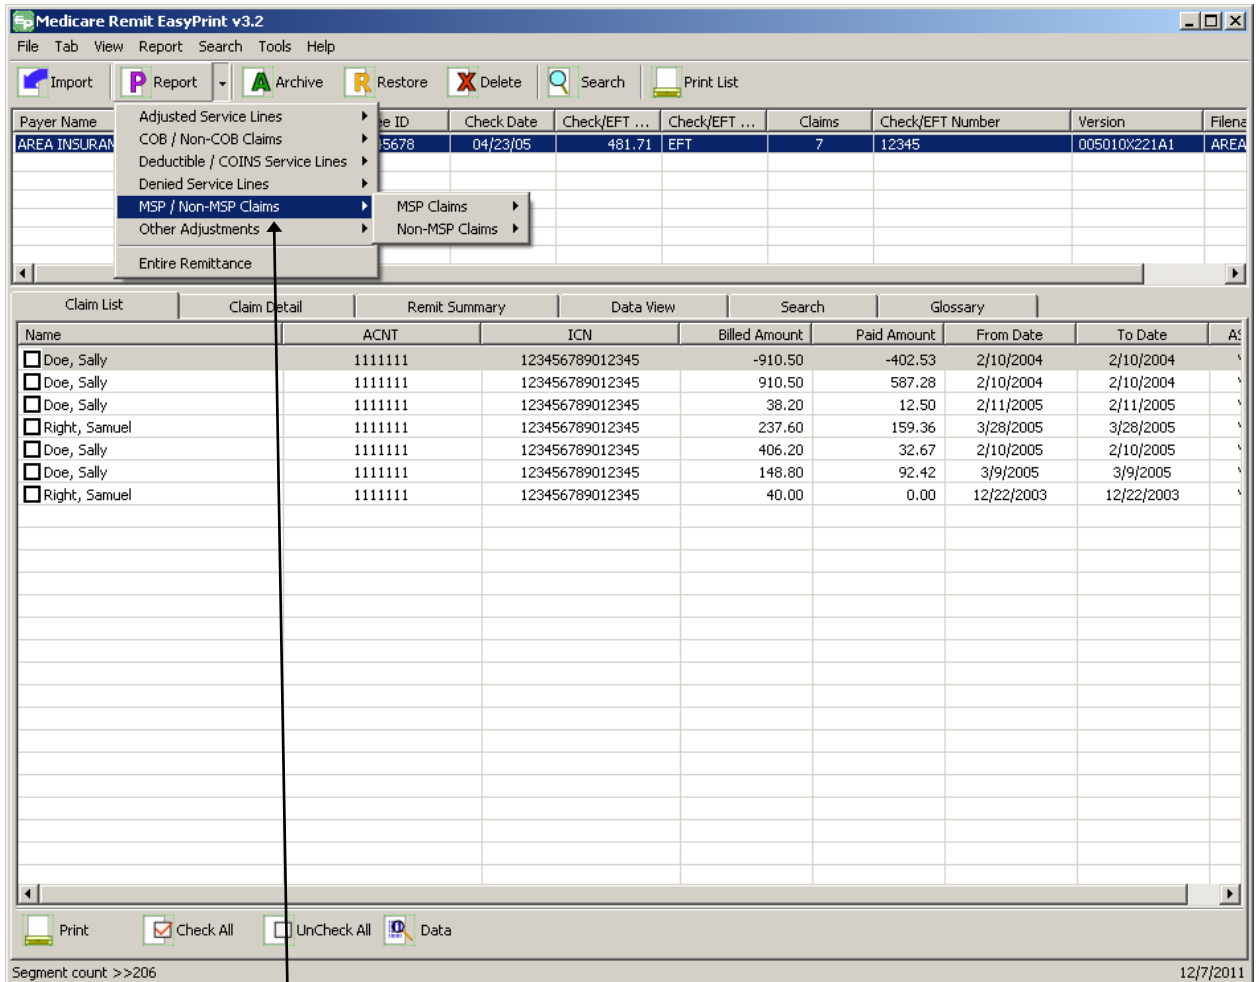 Medicare Remit EasyPrint v3.2
File Tab View Report Search Tools Help
Import Report Archive Restore Delete Search Print List
Payer Name ee ID Check Date Check/EFT ... Check/EFT ... Claims Check/EFT Number Version Filena
AREA INSURAN 5678 04/23/05 481.71 EFT 7 12345 005010X221A1 AREA
Adjusted Service Lines
COB / Non-COB Claims
Deductible / COINS Service Lines
Denied Service Lines
MSP / Non-MSP Claims
Other Adjustments
Entire Remittance
MSP Claims
Non-MSP Claims
Claim List Claim Detail Remit Summary Data View Search Glossary
Name ACNT ICN Billed Amount Paid Amount From Date To Date AS
Doe, Sally 1111111 123456789012345 -910.50 -402.53 2/10/2004 2/10/2004
Doe, Sally 1111111 123456789012345 910.50 587.28 2/10/2004 2/10/2004
Doe, Sally 1111111 123456789012345 38.20 12.50 2/11/2005 2/11/2005
Right, Samuel 1111111 123456789012345 237.60 159.36 3/28/2005 3/28/2005
Doe, Sally 1111111 123456789012345 406.20 32.67 2/10/2005 2/10/2005
Doe, Sally 1111111 123456789012345 148.80 92.42 3/9/2005 3/9/2005
Right, Samuel 1111111 123456789012345 40.00 0.00 12/22/2003 12/22/2003
Print Check All UnCheck All Data
Segment count >>206 12/7/2011